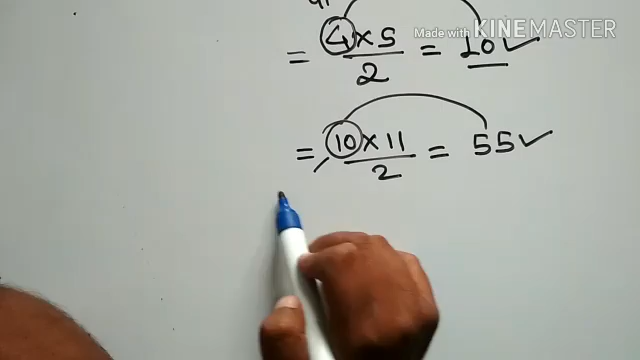 Made with KINEMASTER
= 4 × 5 / 2 = 10 ✓
= 10 × 11 / 2 = 55 ✓